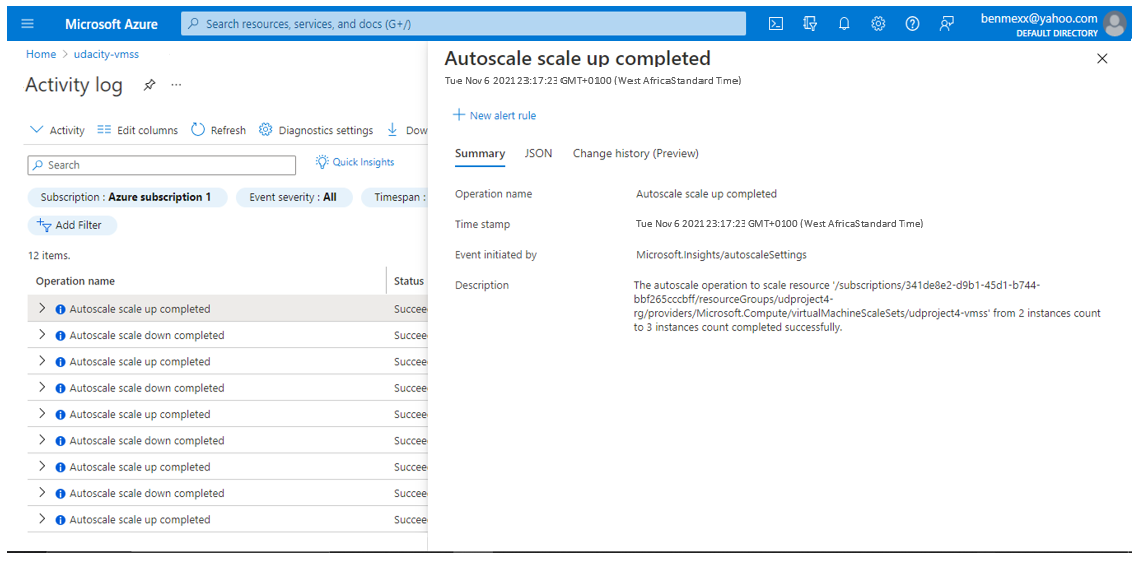 Microsoft Azure
Search resources, services, and docs (G+/)
benmexx@yahoo.com
DEFAULT DIRECTORY
Home > udacity-vmss
Activity log
...
Activity
Edit columns
Refresh
Diagnostics settings
Dow
Search
Quick Insights
Subscription : Azure subscription 1
Event severity : All
Timespan :
Add Filter
12 items.
Operation name
Status
Autoscale scale up completed
Succee
Autoscale scale down completed
Succee
Autoscale scale up completed
Succee
Autoscale scale down completed
Succee
Autoscale scale up completed
Succee
Autoscale scale down completed
Succee
Autoscale scale up completed
Succee
Autoscale scale down completed
Succee
Autoscale scale up completed
Succee
Autoscale scale up completed
Tue Nov 6 2021 23:17:23 GMT+0100 (West AfricaStandard Time)
New alert rule
Summary
JSON
Change history (Preview)
Operation name
Autoscale scale up completed
Time stamp
Tue Nov 6 2021 23:17:23 GMT+0100 (West AfricaStandard Time)
Event initiated by
Microsoft.Insights/autoscaleSettings
Description
The autoscale operation to scale resource '/subscriptions/341de8e2-d9b1-45d1-b744-
bbf265cccbff/resourceGroups/udproject4-
rg/providers/Microsoft.Compute/virtualMachineScaleSets/udproject4-vmss' from 2 instances count
to 3 instances count completed successfully.